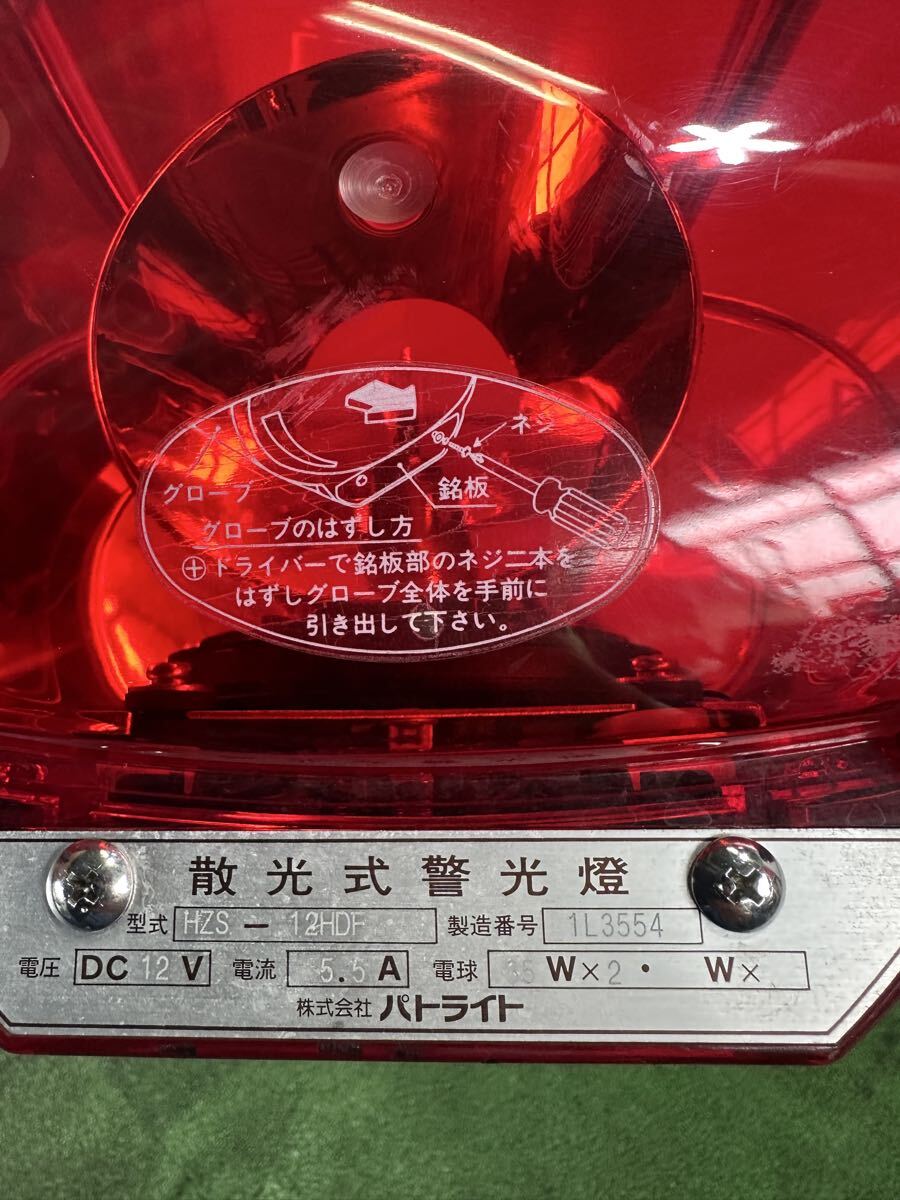 ネジ
銘板
グローブ
グローブのはずし方
⊕ドライバーで銘板部のネジ二本を
はずしグローブ全体を手前に
引き出して下さい。
散光式警光燈
型式 HZS － 12HDF 製造番号 1L3554
電圧 DC 12 V 電流 5.5 A 電球 W×2・ W×
株式会社 パトライト